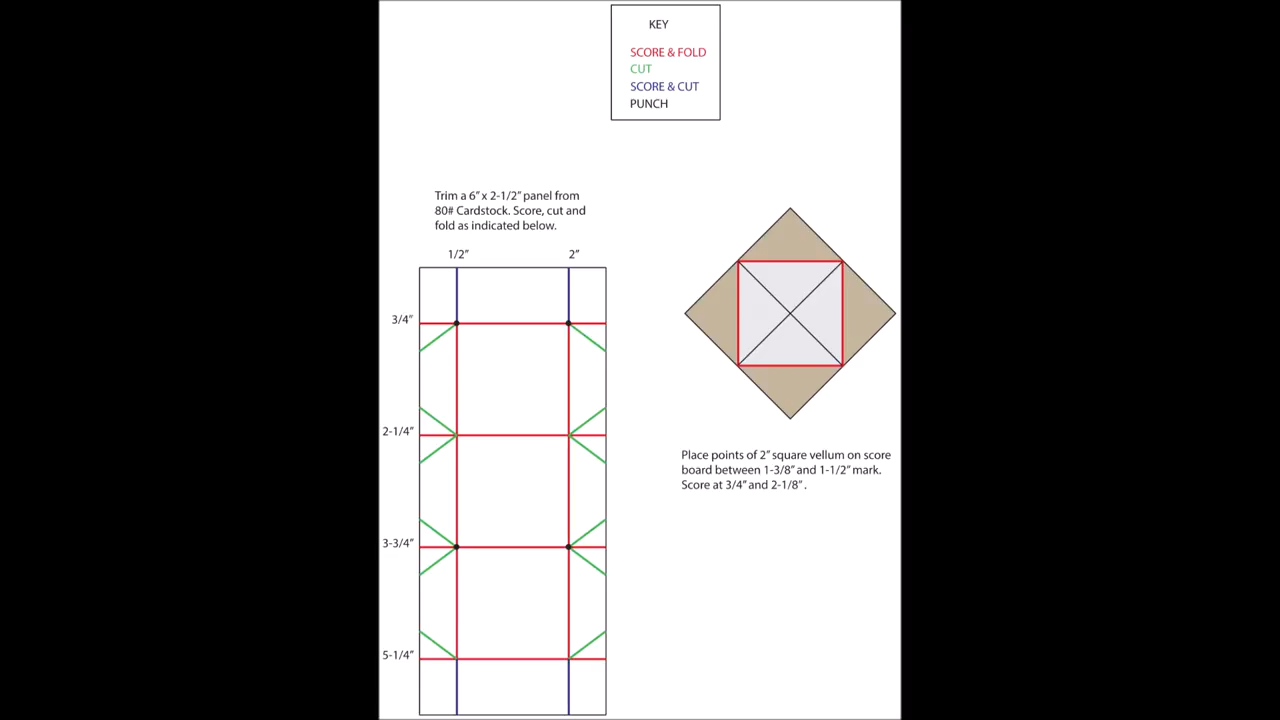 KEY
SCORE & FOLD
CUT
SCORE & CUT
PUNCH
Trim a 6” x 2-1/2” panel from
80# Cardstock. Score, cut and
fold as indicated below.
1/2” 2”
3/4”
2-1/4”
3-3/4”
5-1/4”
Place points of 2” square vellum on score
board between 1-3/8” and 1-1/2” mark.
Score at 3/4” and 2-1/8” .